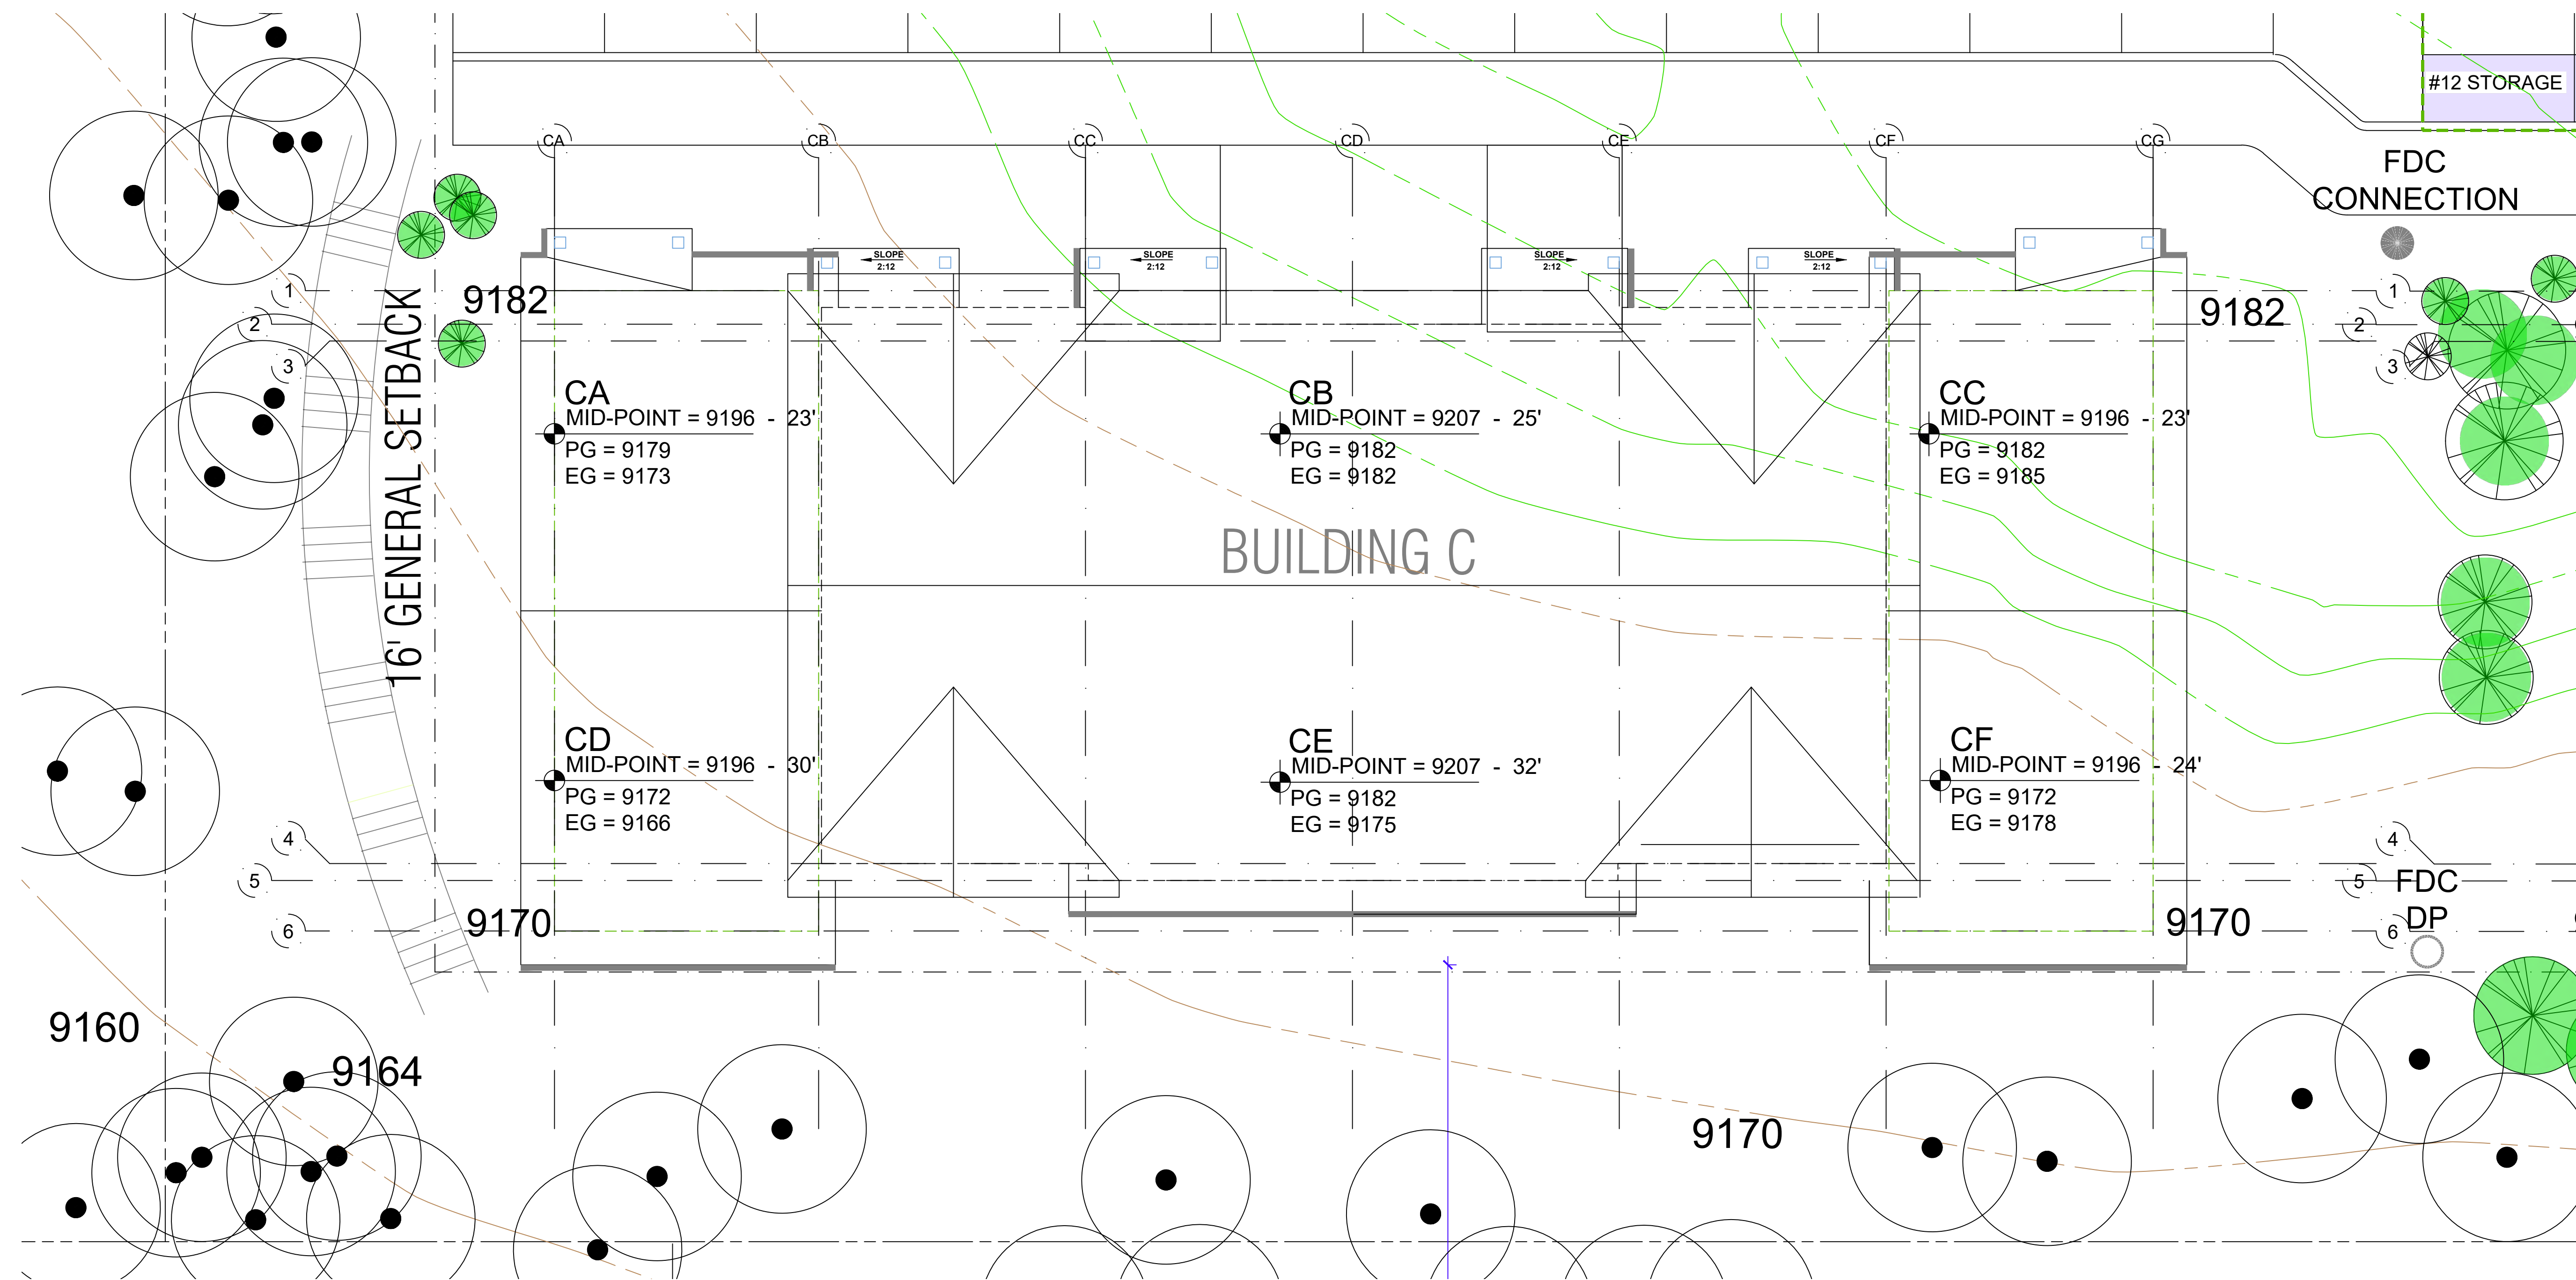 #12 STORAGE
CA
CB
CC
CD
CE
CF
CG
FDC
CONNECTION
SLOPE
2:12
SLOPE
2:12
SLOPE
2:12
SLOPE
2:12
1
9182
9182
1
2
2
3
3
16' GENERAL SETBACK
CA
MID-POINT = 9196 - 23'
PG = 9179
EG = 9173
CB
MID-POINT = 9207 - 25'
PG = 9182
EG = 9182
CC
MID-POINT = 9196 - 23'
PG = 9182
EG = 9185
BUILDING C
CD
MID-POINT = 9196 - 30'
PG = 9172
EG = 9166
CE
MID-POINT = 9207 - 32'
PG = 9182
EG = 9175
CF
MID-POINT = 9196 - 24'
PG = 9172
EG = 9178
4
4
5
5
FDC
DP
6
9170
9170
6
9160
9164
9170